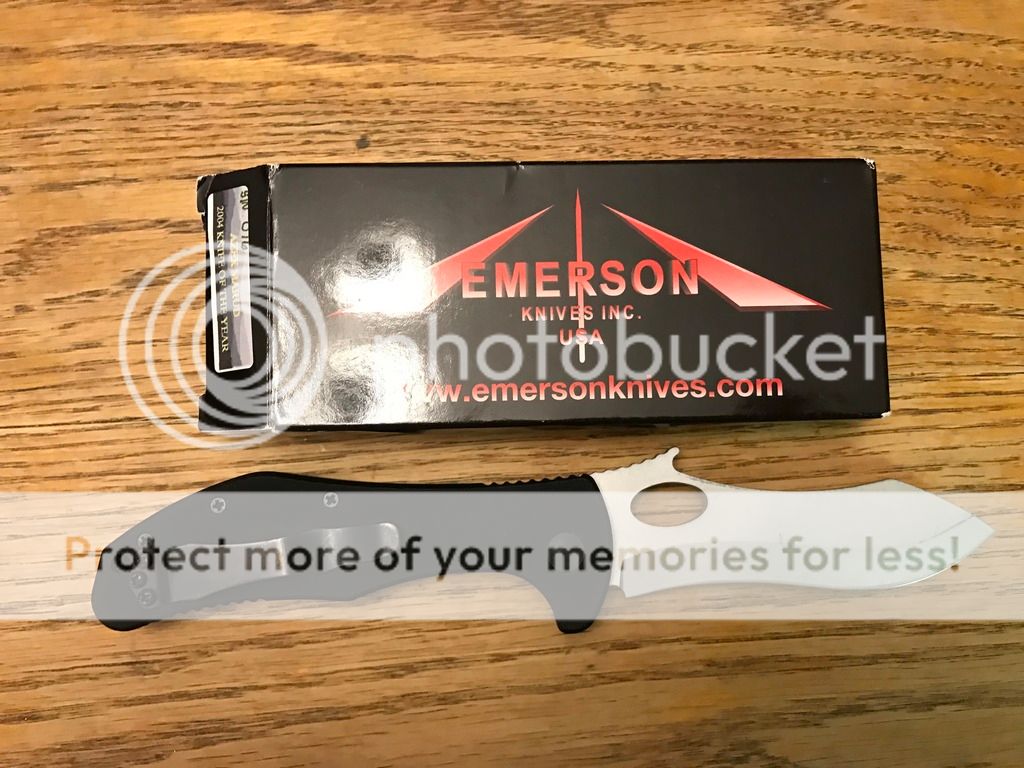 EMERSON
KNIVES INC.
USA
www.emersonknives.com
2004 KNIFE OF THE YEAR
photobucket
Protect more of your memories for less!